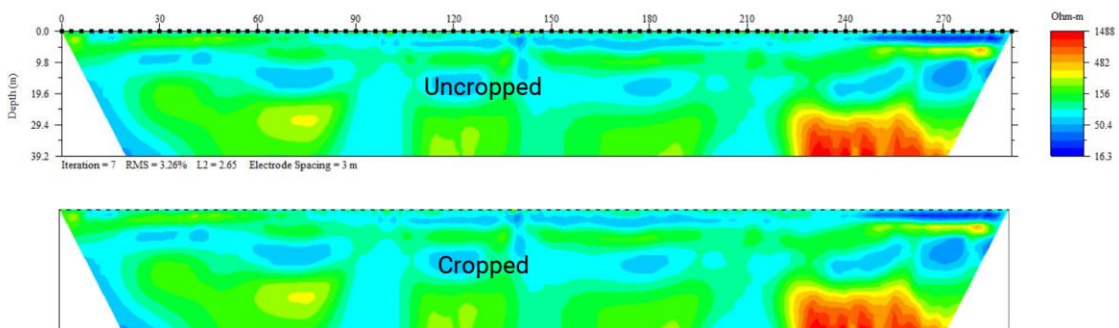 0 30 60 90 120 150 180 210 240 270
Ohm-m
0.0
9.8
19.6
29.4
39.2
Depth (m)
1488
482
156
50.4
16.3
Uncropped
Iteration = 7 RMS = 3.26% L2 = 2.65 Electrode Spacing = 3 m
Cropped